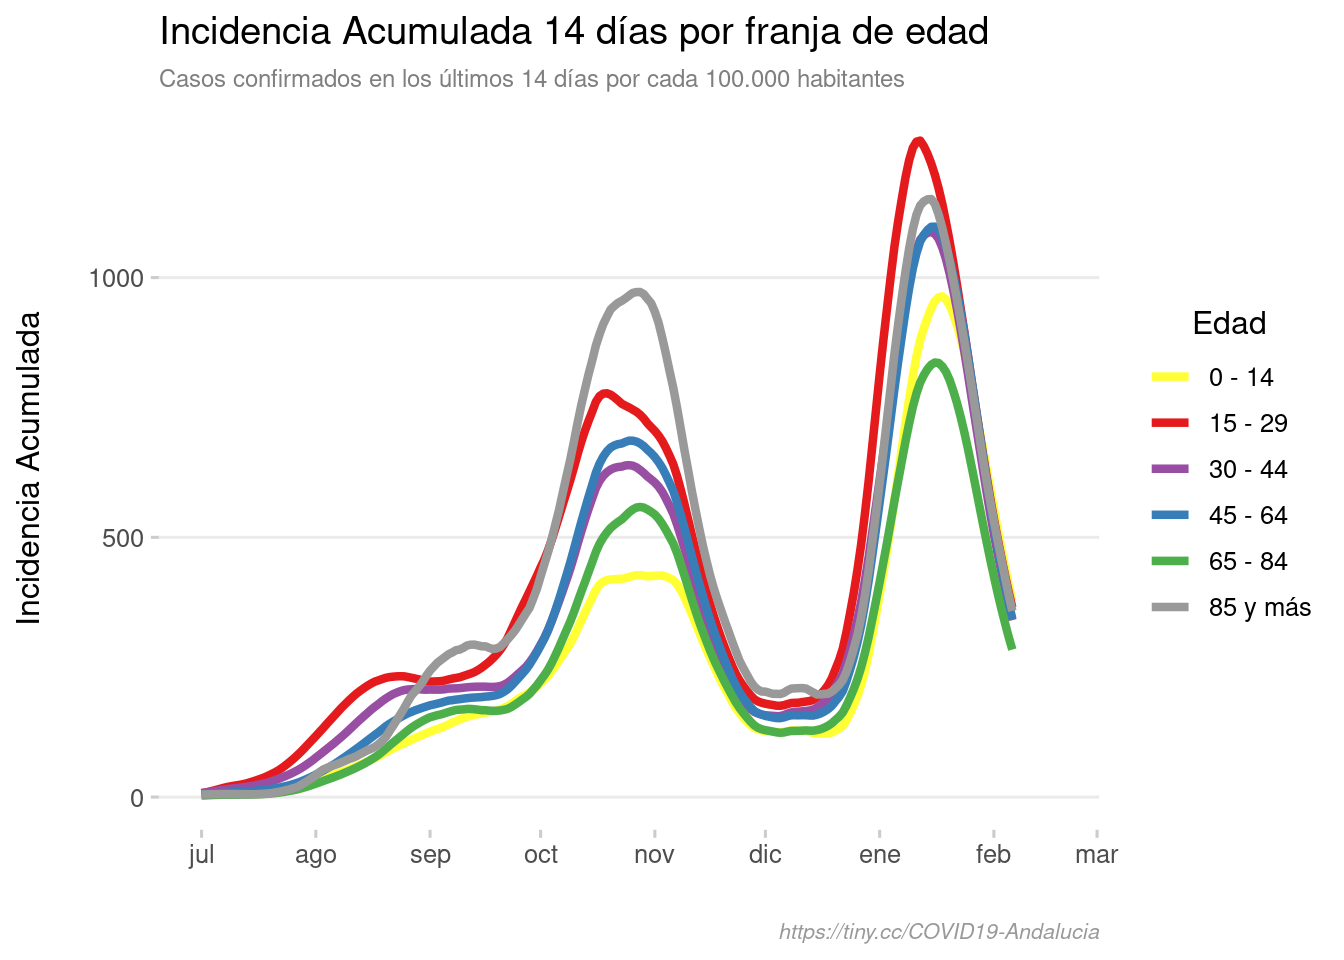 Incidencia Acumulada 14 días por franja de edad
Casos confirmados en los últimos 14 días por cada 100.000 habitantes
Incidencia Acumulada
1000
500
0
jul ago sep oct nov dic ene feb mar
Edad
0 - 14
15 - 29
30 - 44
45 - 64
65 - 84
85 y más
https://tiny.cc/COVID19-Andalucia